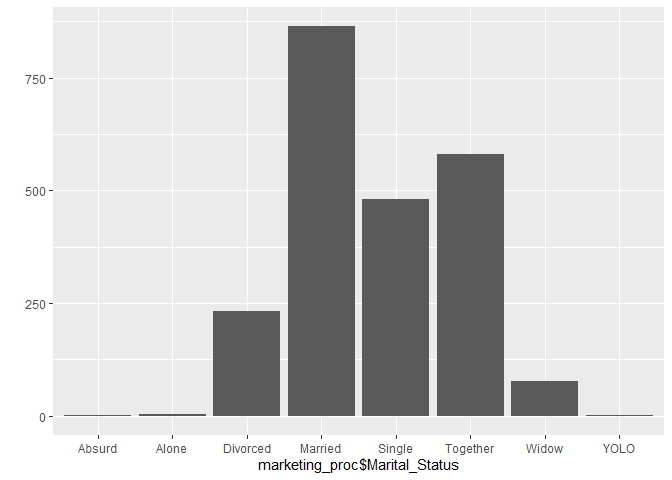 750
500
250
0
Absurd Alone Divorced Married Single Together Widow YOLO
marketing_proc$Marital_Status